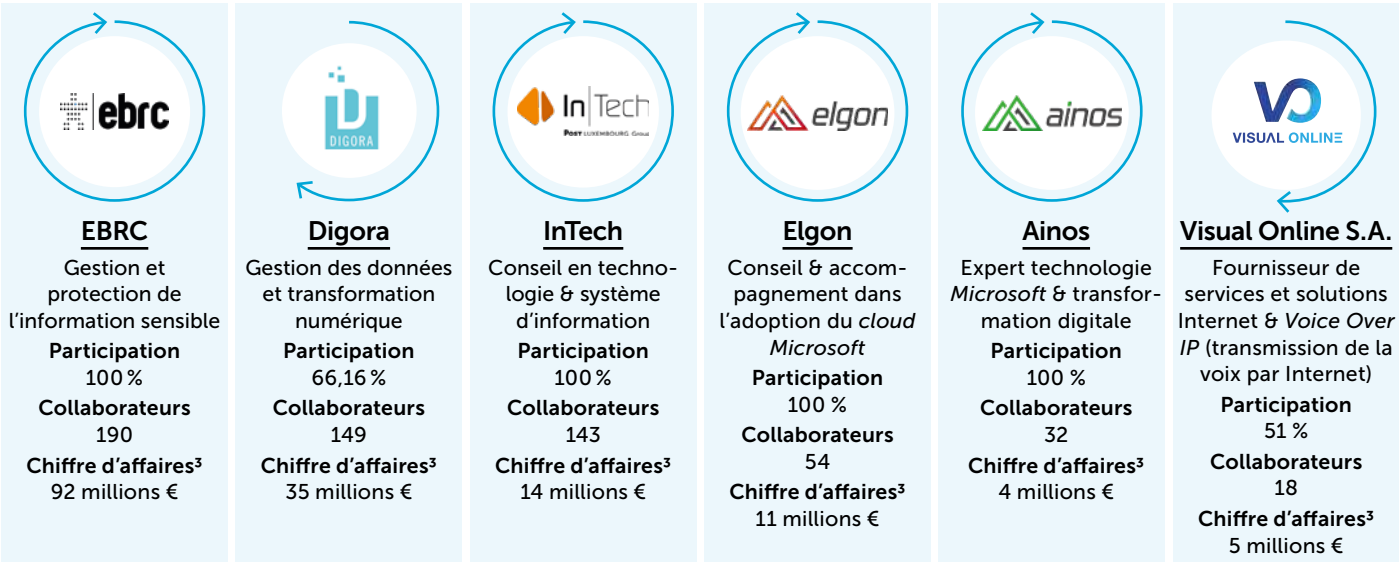 ebrc
EBRC
Gestion et
protection de
l'information sensible
Participation
100 %
Collaborateurs
190
Chiffre d'affaires³
92 millions €
DIGORA
Digora
Gestion des données
et transformation
numérique
Participation
66,16 %
Collaborateurs
149
Chiffre d'affaires³
35 millions €
In|Tech
POST LUXEMBOURG Group
InTech
Conseil en techno-
logie & système
d'information
Participation
100 %
Collaborateurs
143
Chiffre d'affaires³
14 millions €
elgon
Elgon
Conseil & accom-
pagnement dans
l'adoption du cloud
Microsoft
Participation
100 %
Collaborateurs
54
Chiffre d'affaires³
11 millions €
ainos
Ainos
Expert technologie
Microsoft & transfor-
mation digitale
Participation
100 %
Collaborateurs
32
Chiffre d'affaires³
4 millions €
VO
VISUAL ONLINE
Visual Online S.A.
Fournisseur de
services et solutions
Internet & Voice Over
IP (transmission de la
voix par Internet)
Participation
51 %
Collaborateurs
18
Chiffre d'affaires³
5 millions €